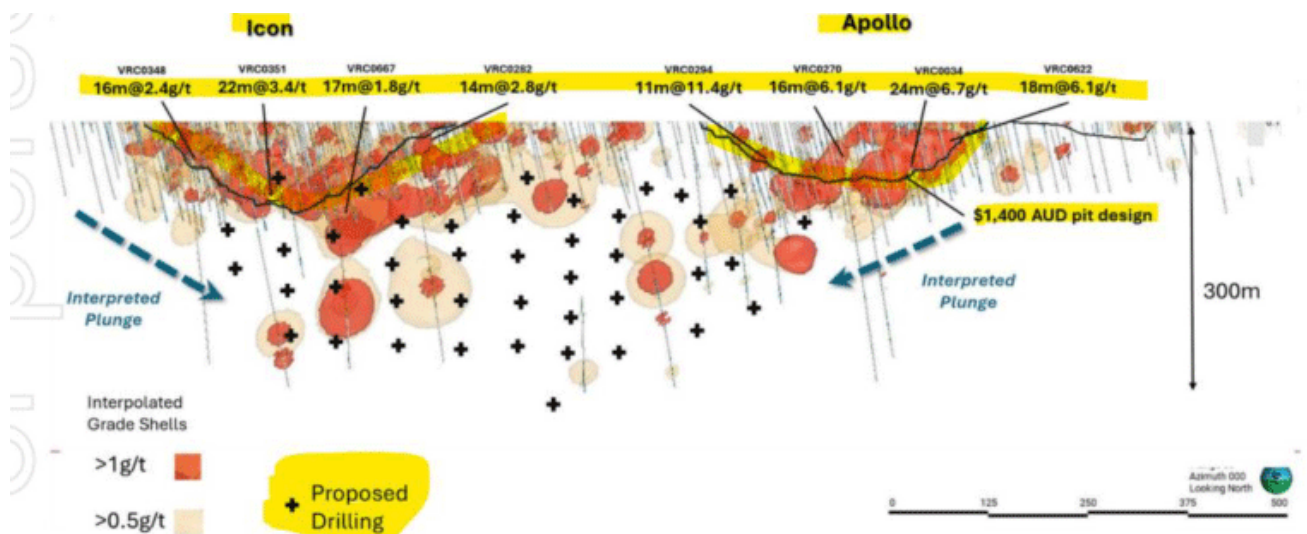 Icon
Apollo
VRC0348
VRC0351
VRC0667
VRC0282
VRC0294
VRC0270
VRC0034
VRC0622
16m@2.4g/t
22m@3.4/t
17m@1.8g/t
14m@2.8g/t
11m@11.4g/t
16m@6.1g/t
24m@6.7g/t
18m@6.1g/t
$1,400 AUD pit design
Interpreted
Plunge
Interpreted
Plunge
300m
Interpolated
Grade Shells
>1g/t
>0.5g/t
Proposed
Drilling
Azimuth 000
Looking North
0 125 250 375 500